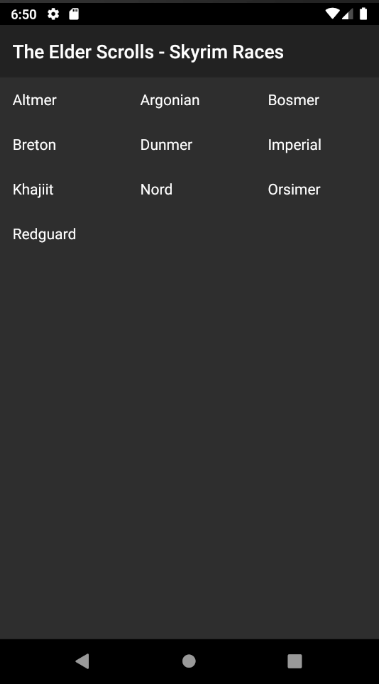 6:50
The Elder Scrolls - Skyrim Races
Altmer Argonian Bosmer
Breton Dunmer Imperial
Khajiit Nord Orsimer
Redguard